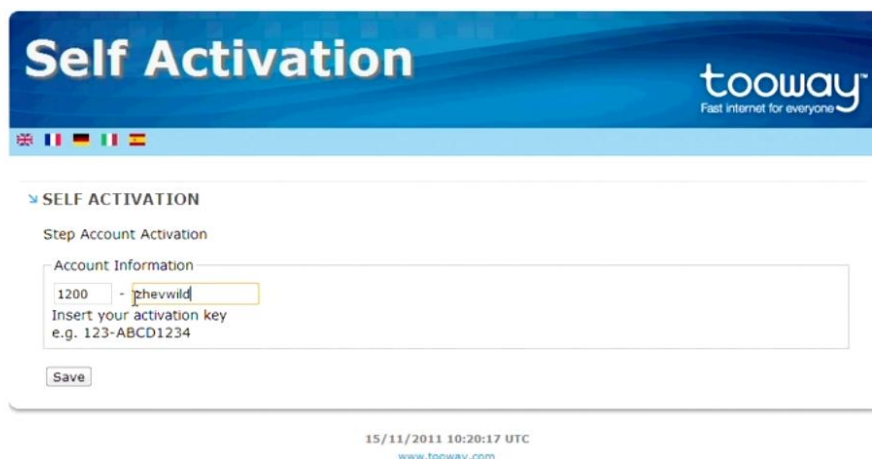 Self Activation
tooway™
Fast internet for everyone
SELF ACTIVATION
Step Account Activation
Account Information
1200 - zhevwild
Insert your activation key
e.g. 123-ABCD1234
Save
15/11/2011 10:20:17 UTC
www.tooway.com